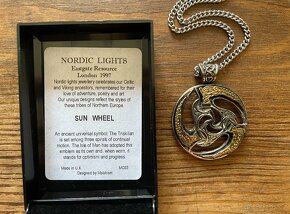 NORDIC LIGHTS
Eastgate Resource
London 1997
Nordic lights jewellery celebrates our Celtic
and Viking ancestors, remembered for their
love of adventure, poetry and art
Our unique designs reflect the styles of
these tribes of Northern Europe.
SUN WHEEL
An ancient universal symbol: The Triskilian
is set among three spirals of continual
motion. The Isle of Man has adopted this
emblem as its own and, when worn, it
stands for optimism and progress.
Made in U.K.
Designed by Maelstrom